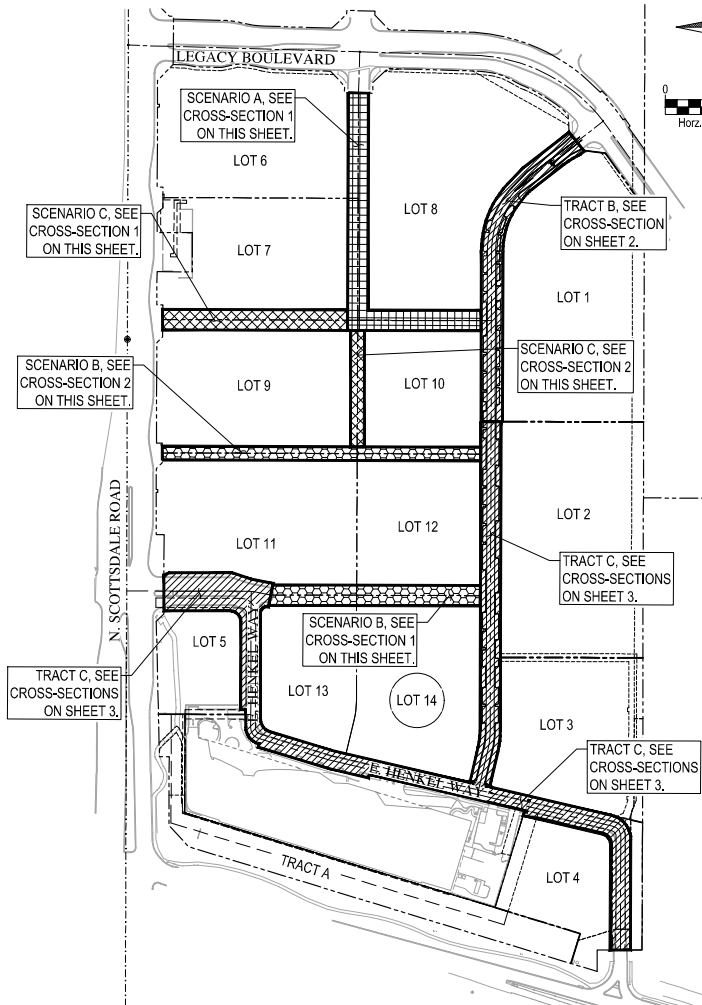 LEGACY BOULEVARD
0
Horz.
SCENARIO A, SEE
CROSS-SECTION 1
ON THIS SHEET.
LOT 6
LOT 8
TRACT B, SEE
CROSS-SECTION
ON SHEET 2.
SCENARIO C, SEE
CROSS-SECTION 1
ON THIS SHEET.
LOT 7
LOT 1
SCENARIO B, SEE
CROSS-SECTION 2
ON THIS SHEET.
LOT 9
LOT 10
SCENARIO C, SEE
CROSS-SECTION 2
ON THIS SHEET.
N. SCOTTSDALE ROAD
LOT 11
LOT 12
LOT 2
TRACT C, SEE
CROSS-SECTIONS
ON SHEET 3.
SCENARIO B, SEE
CROSS-SECTION 1
ON THIS SHEET.
LOT 5
TRACT C, SEE
CROSS-SECTIONS
ON SHEET 3.
LOT 13
LOT 14
LOT 3
TRACT C, SEE
CROSS-SECTIONS
ON SHEET 3.
E. HENKEL WAY
TRACT A
LOT 4